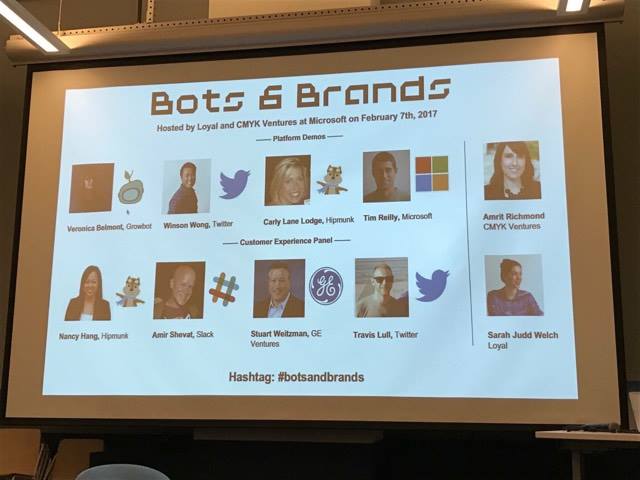 Bots & Brands
Hosted by Loyal and CMYK Ventures at Microsoft on February 7th, 2017
Platform Demos
Veronica Belmont, Growbot
Winson Wong, Twitter
Carly Lane Lodge, Hipmunk
Tim Reilly, Microsoft
Amrit Richmond
CMYK Ventures
Customer Experience Panel
Nancy Hang, Hipmunk
Amir Shevat, Slack
Stuart Weitzman, GE
Ventures
Travis Lull, Twitter
Sarah Judd Welch
Loyal
GE
Hashtag: #botsandbrands